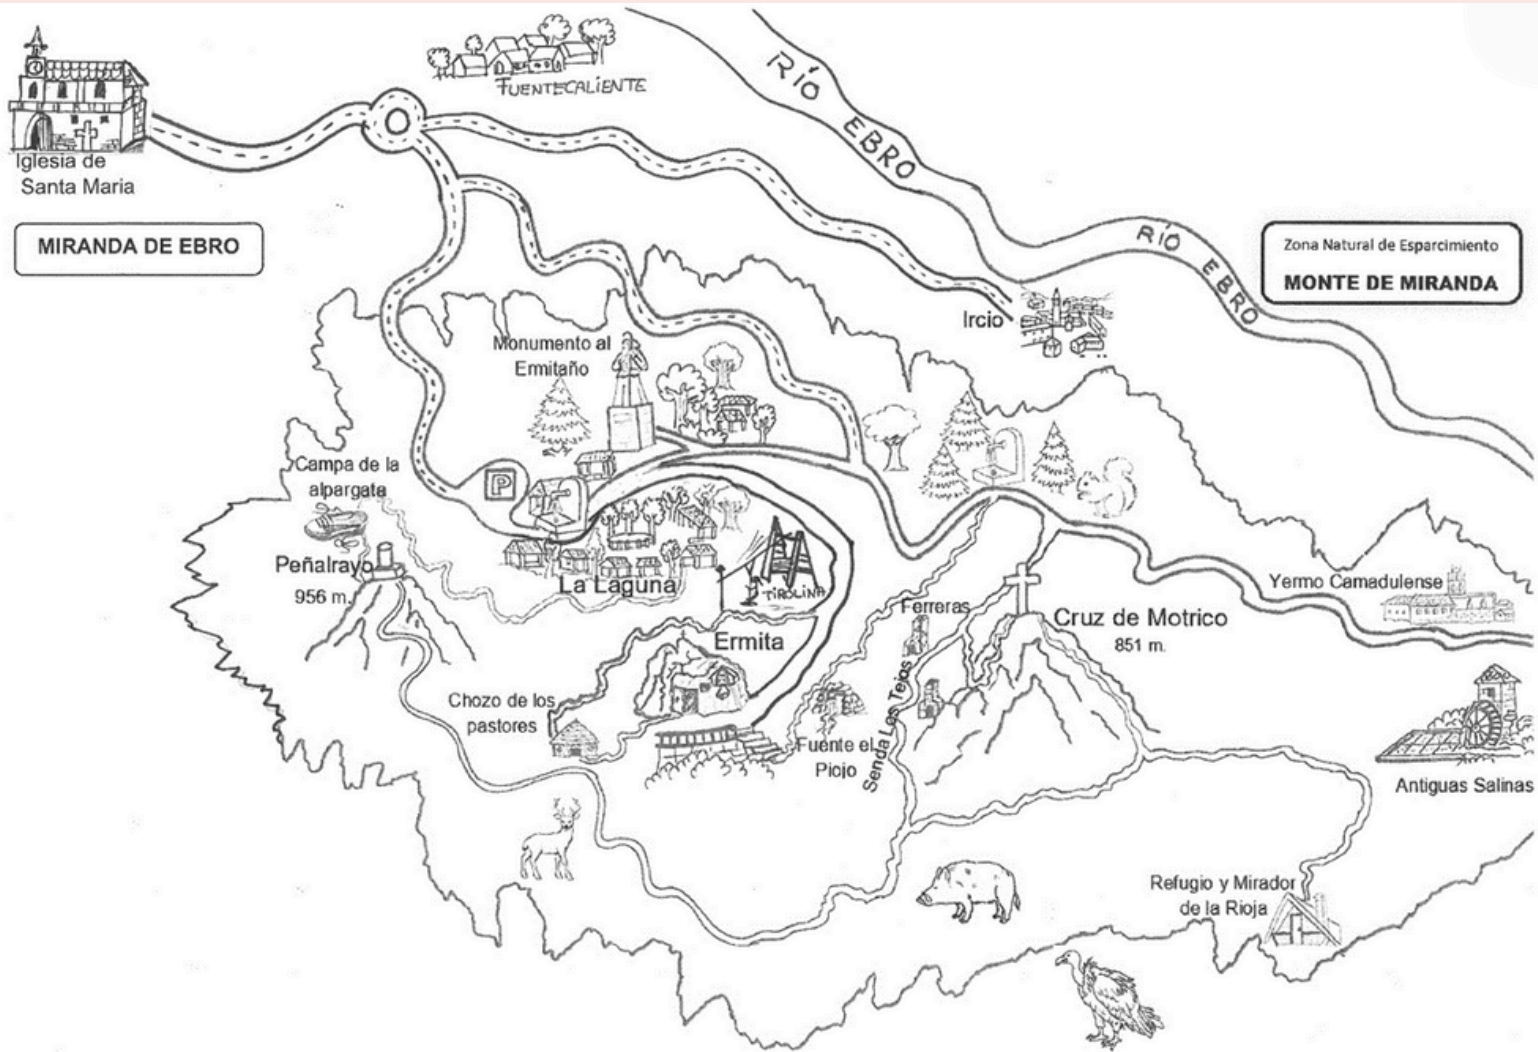 FUENTECALIENTE
RÍO EBRO
Iglesia de
Santa Maria
MIRANDA DE EBRO
RÍO EBRO
Zona Natural de Esparcimiento
MONTE DE MIRANDA
Ircio
Monumento al
Ermitaño
Campa de la
alpargata
P
Peñalrayo
956 m.
La Laguna
TIROLINA
Yermo Camadulense
Ferreras
Cruz de Motrico
851 m.
Ermita
Chozo de los
pastores
Senda Los Tejos
Fuente el
Piojo
Antiguas Salinas
Refugio y Mirador
de la Rioja